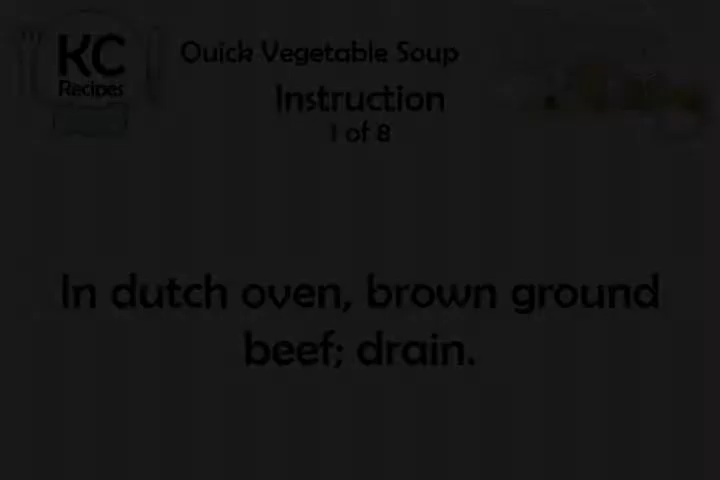 KC
Recipes
Quick Vegetable Soup
Instruction
1 of 8
In dutch oven, brown ground
beef; drain.